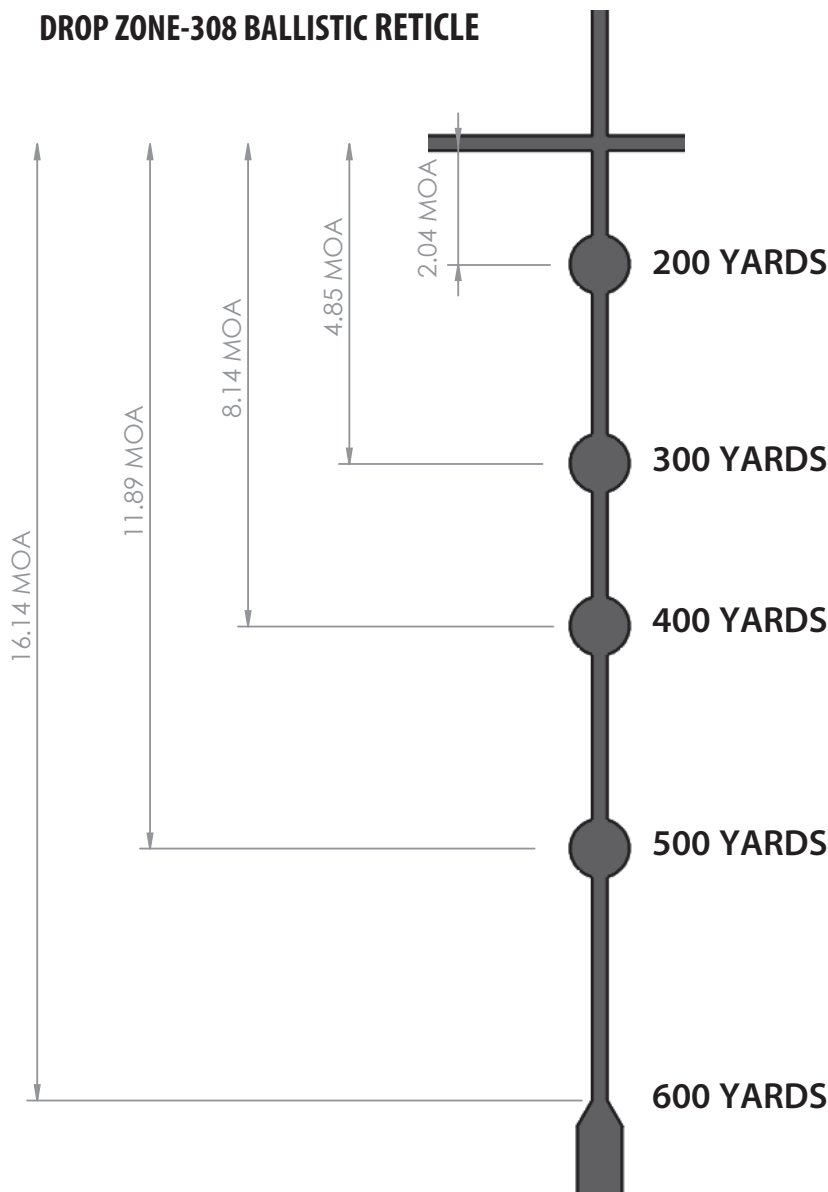 DROP ZONE-308 BALLISTIC RETICLE
2.04 MOA
200 YARDS
4.85 MOA
300 YARDS
8.14 MOA
400 YARDS
11.89 MOA
500 YARDS
16.14 MOA
600 YARDS